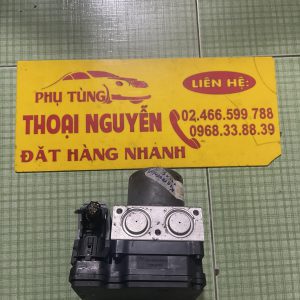 PHỤ TÙNG
THOẠI NGUYỄN
ĐẶT HÀNG NHANH
LIÊN HỆ:
02.466.599.788
0968.33.88.39